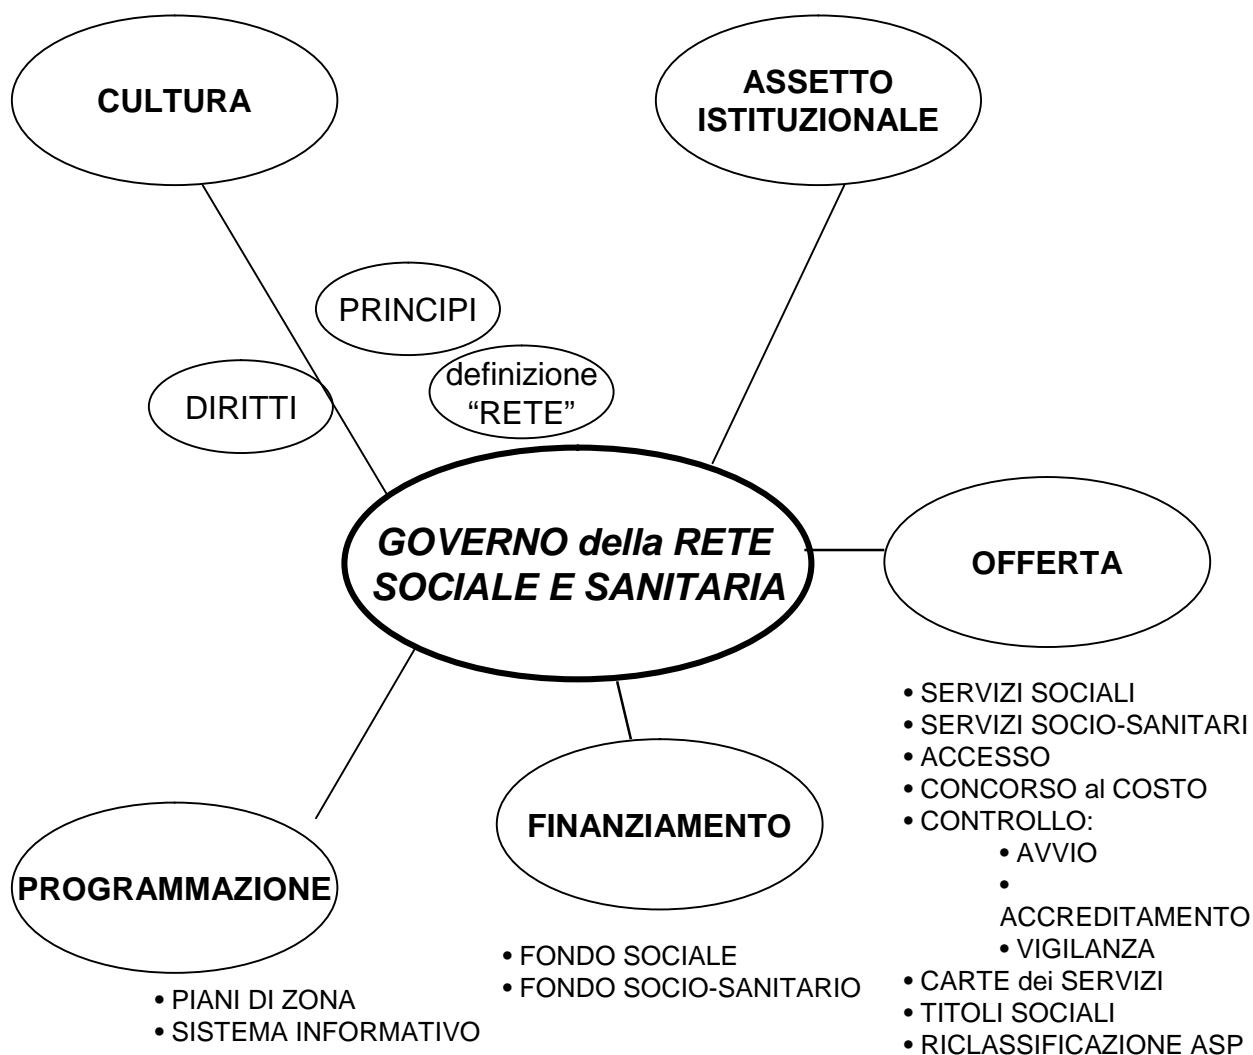 CULTURA
ASSETTO
ISTITUZIONALE
PRINCIPI
definizione
“RETE”
DIRITTI
GOVERNO della RETE
SOCIALE E SANITARIA
OFFERTA
• SERVIZI SOCIALI
• SERVIZI SOCIO-SANITARI
• ACCESSO
• CONCORSO al COSTO
• CONTROLLO:
• AVVIO
•
ACCREDITAMENTO
• VIGILANZA
• CARTE dei SERVIZI
• TITOLI SOCIALI
• RICLASSIFICAZIONE ASP
FINANZIAMENTO
• FONDO SOCIALE
• FONDO SOCIO-SANITARIO
PROGRAMMAZIONE
• PIANI DI ZONA
• SISTEMA INFORMATIVO